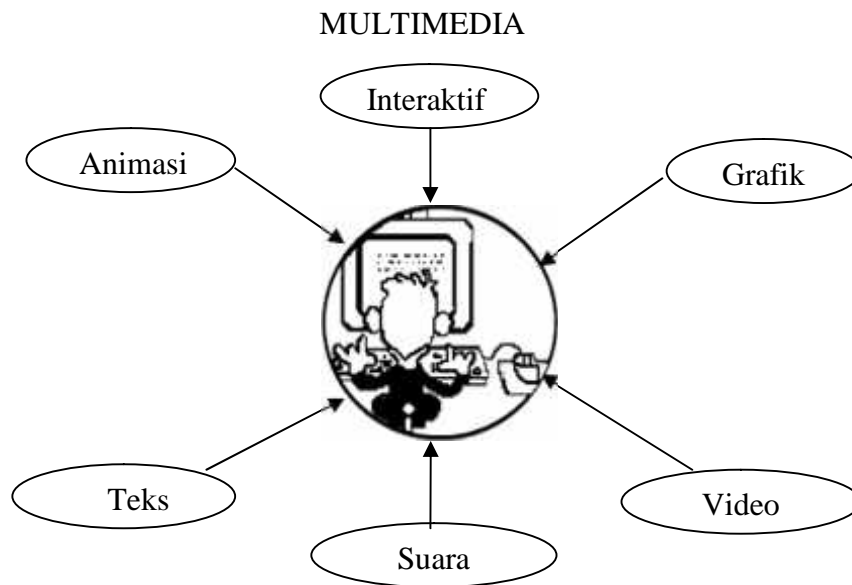 MULTIMEDIA
Interaktif
Animasi
Grafik
Teks
Video
Suara